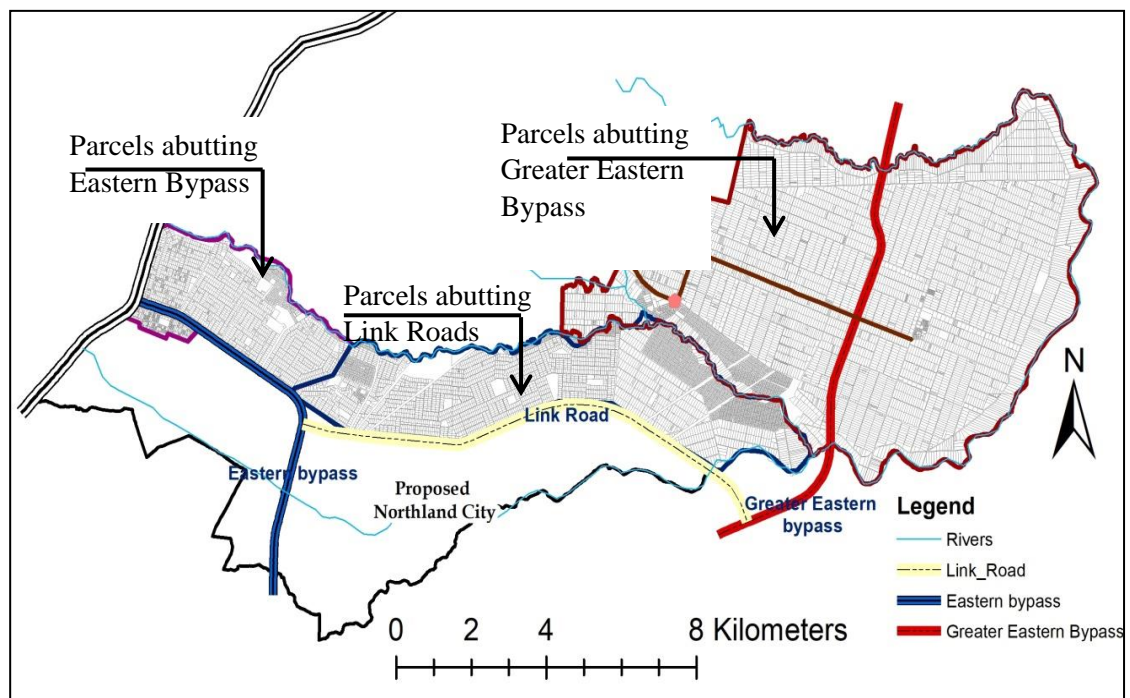 Parcels abutting
Eastern Bypass
Parcels abutting
Greater Eastern
Bypass
Parcels abutting
Link Roads
Link Road
Eastern bypass
Proposed
Northland City
Greater Eastern
bypass
N
Legend
Rivers
Link_Road
Eastern bypass
Greater Eastern Bypass
0 2 4 8 Kilometers